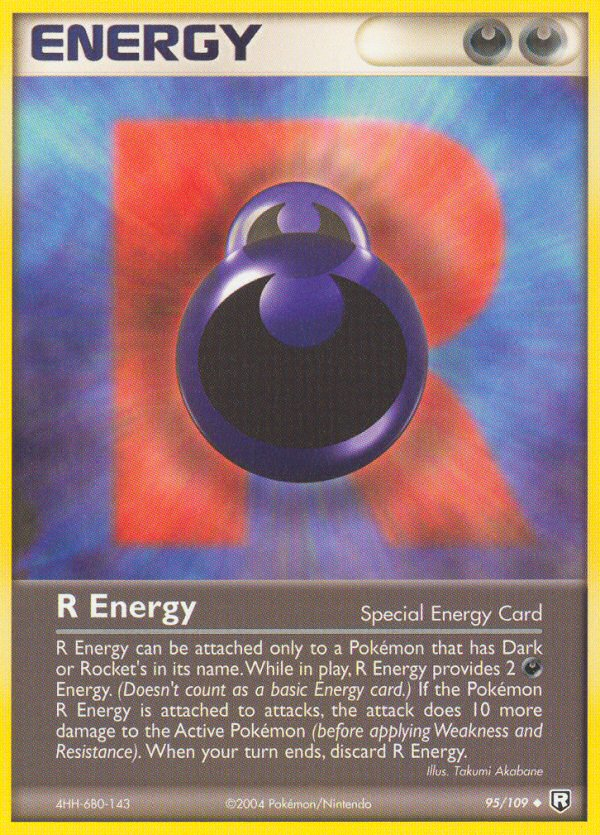 ENERGY
R
R Energy
Special Energy Card
R Energy can be attached only to a Pokémon that has Dark
or Rocket's in its name. While in play, R Energy provides 2
Energy. (Doesn't count as a basic Energy card.) If the Pokémon
R Energy is attached to attacks, the attack does 10 more
damage to the Active Pokémon (before applying Weakness and
Resistance). When your turn ends, discard R Energy.
Illus. Takumi Akabane
4HH-680-143
©2004 Pokémon/Nintendo
95/109 ◆ R